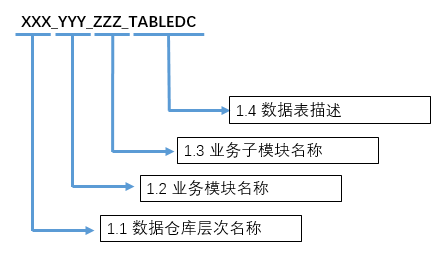 XXX_YYY_ZZZ_TABLEDC
1.4 数据表描述
1.3 业务子模块名称
1.2 业务模块名称
1.1 数据仓库层次名称